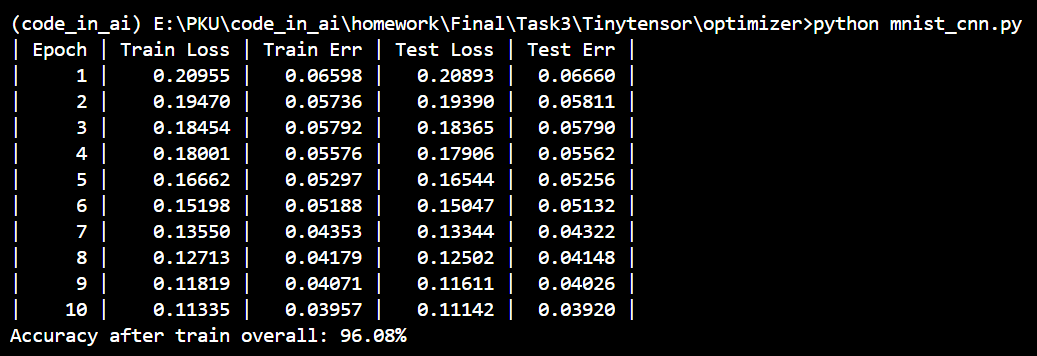 (code_in_ai) E:\PKU\code_in_ai\homework\Final\Task3\Tinytensor\optimizer>python mnist_cnn.py
| Epoch | Train Loss | Train Err | Test Loss | Test Err |
|     1 |    0.20955 |   0.06598 |   0.20893 |  0.06660 |
|     2 |    0.19470 |   0.05736 |   0.19390 |  0.05811 |
|     3 |    0.18454 |   0.05792 |   0.18365 |  0.05790 |
|     4 |    0.18001 |   0.05576 |   0.17906 |  0.05562 |
|     5 |    0.16662 |   0.05297 |   0.16544 |  0.05256 |
|     6 |    0.15198 |   0.05188 |   0.15047 |  0.05132 |
|     7 |    0.13550 |   0.04353 |   0.13344 |  0.04322 |
|     8 |    0.12713 |   0.04179 |   0.12502 |  0.04148 |
|     9 |    0.11819 |   0.04071 |   0.11611 |  0.04026 |
|    10 |    0.11335 |   0.03957 |   0.11142 |  0.03920 |
Accuracy after train overall: 96.08%